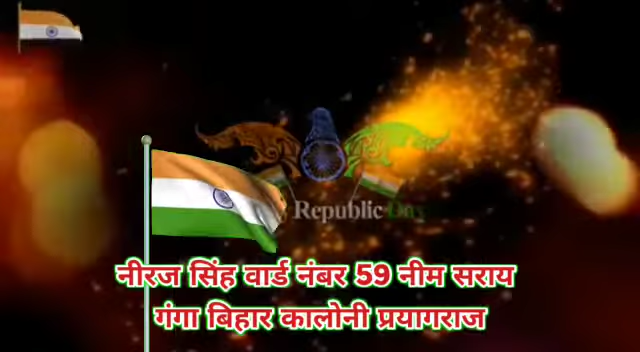 Republic Day
नीरज सिंह वार्ड नंबर 59 नीम सराय
गंगा बिहार कालोनी प्रयागराज